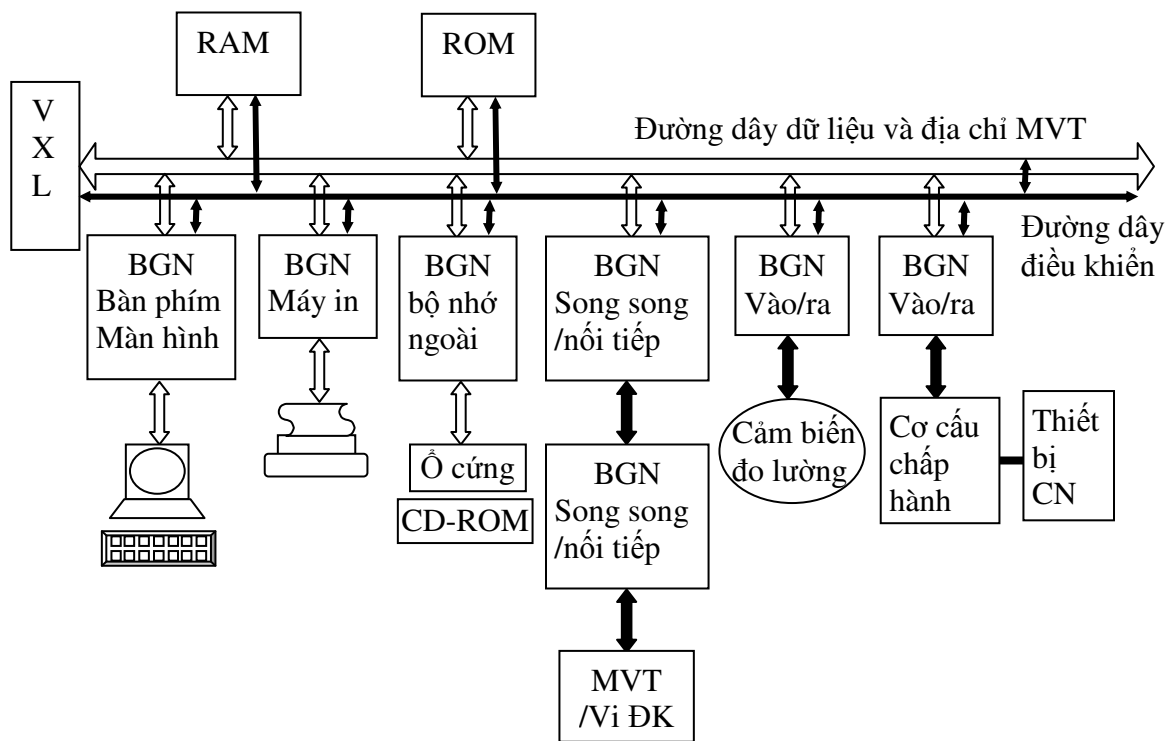 RAM
ROM
V
X
L
Đường dây dữ liệu và địa chỉ MVT
Đường dây
điều khiển
BGN
Bàn phím
Màn hình
BGN
Máy in
BGN
bộ nhớ
ngoài
BGN
Song song
/nối tiếp
BGN
Vào/ra
BGN
Vào/ra
Ổ cứng
CD-ROM
BGN
Song song
/nối tiếp
Cảm biến
đo lường
Cơ cấu
chấp
hành
Thiết
bị
CN
MVT
/Vi ĐK